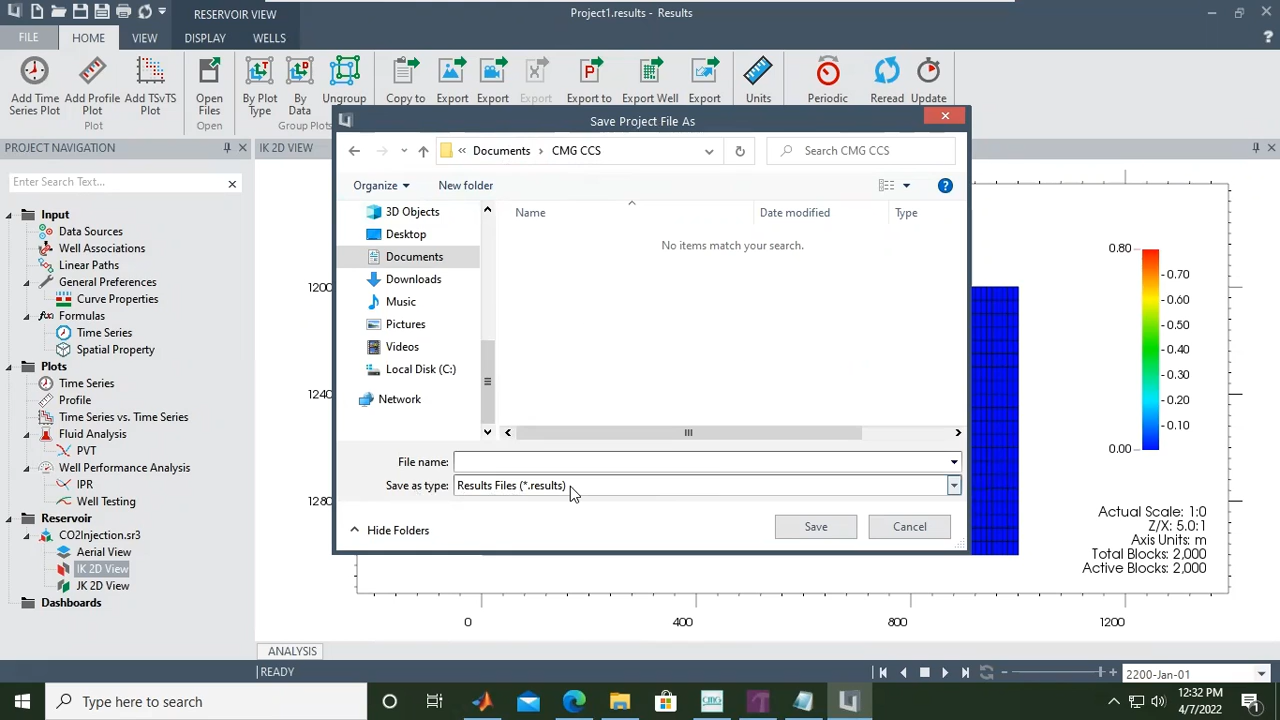 RESERVOIR VIEW
Project1.results - Results
FILE
HOME
VIEW
DISPLAY
WELLS
Add Time Series Plot
Add Profile Plot
Add TSvTS Plot
Open Files
By Plot Type
By Data
Ungroup
Copy to
Export
Export
Export
Export to
Export Well
Export
Units
Periodic
Reread
Update
Plot
Open
Group Plots
PROJECT NAVIGATION
IK 2D VIEW
Enter Search Text...
Input
Data Sources
Well Associations
Linear Paths
General Preferences
Curve Properties
Formulas
Time Series
Spatial Property
Plots
Time Series
Profile
Time Series vs. Time Series
Fluid Analysis
PVT
Well Performance Analysis
IPR
Well Testing
Reservoir
CO2Injection.sr3
Aerial View
IK 2D View
JK 2D View
Dashboards
Save Project File As
Documents
CMG CCS
Search CMG CCS
Organize
New folder
3D Objects
Desktop
Documents
Downloads
Music
Pictures
Videos
Local Disk (C:)
Network
Name
Date modified
Type
No items match your search.
File name:
Save as type:
Results Files (*.results)
Hide Folders
Save
Cancel
0.80
0.70
0.60
0.50
0.40
0.30
0.20
0.10
0.00
Actual Scale: 1:0
Z/X: 5.0:1
Axis Units: m
Total Blocks: 2,000
Active Blocks: 2,000
0
400
800
1200
ANALYSIS
READY
2200-Jan-01
Type here to search
12:32 PM
4/7/2022